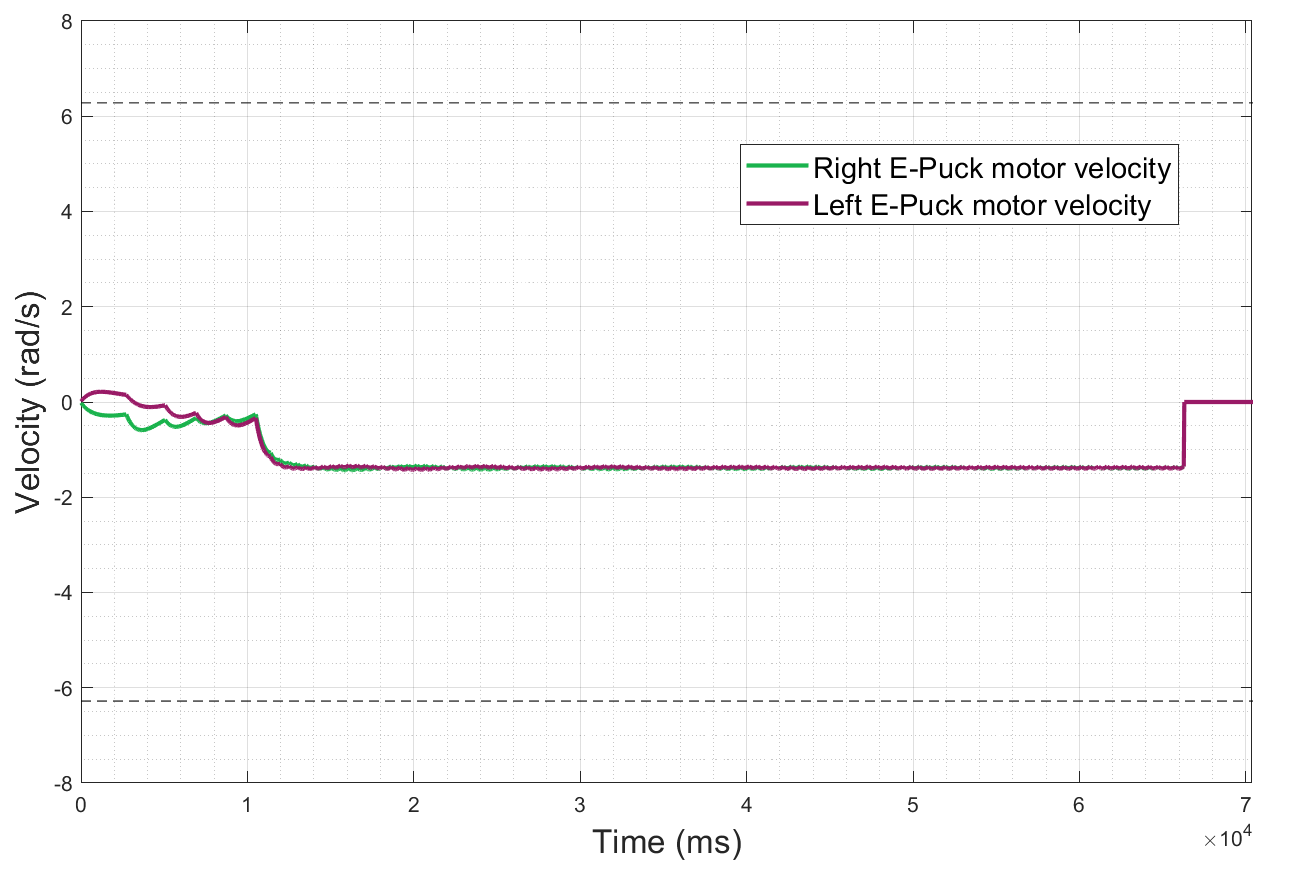 8
6
4
2
0
-2
-4
-6
-8
Velocity (rad/s)
Right E-Puck motor velocity
Left E-Puck motor velocity
0 1 2 3 4 5 6 7
×10⁴
Time (ms)